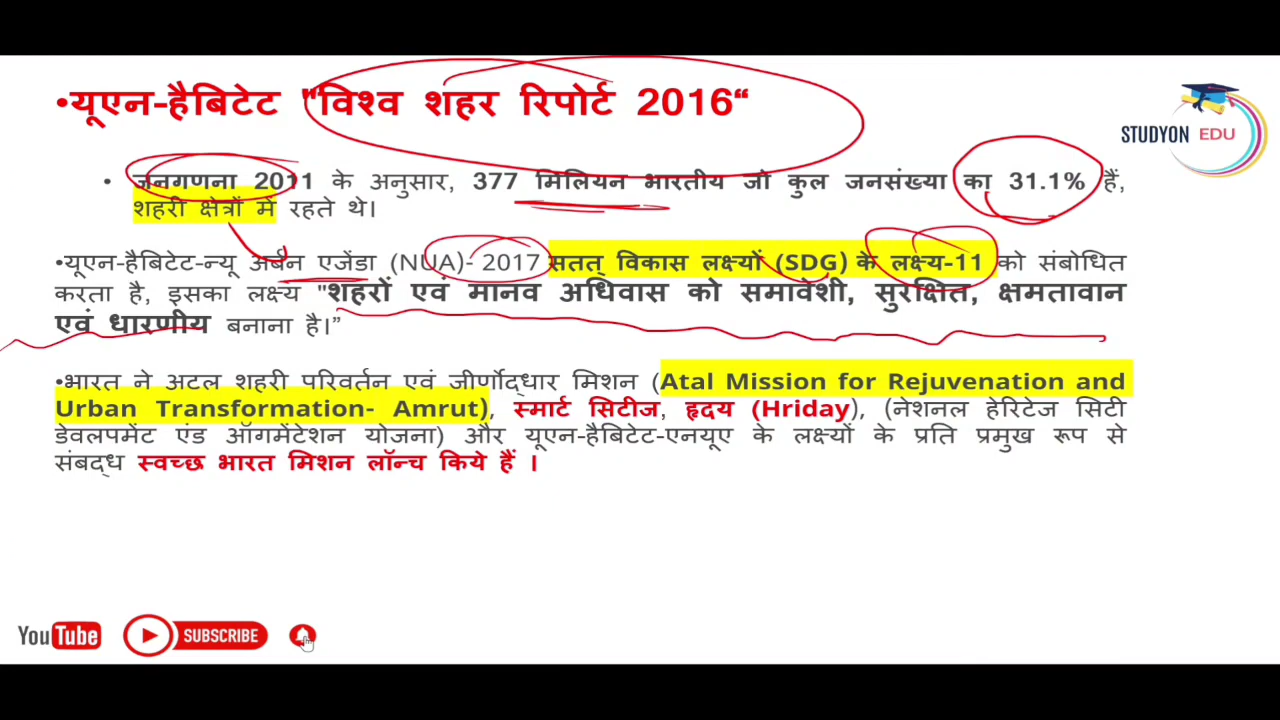 •यूएन-हैबिटेट "विश्व शहर रिपोर्ट 2016“
STUDYON EDU
• जनगणना 2011 के अनुसार, 377 मिलियन भारतीय जो कुल जनसंख्या का 31.1% हैं,
शहरी क्षेत्रों में रहते थे।
•यूएन-हैबिटेट-न्यू अर्बन एजेंडा (NUA)- 2017 सतत् विकास लक्ष्यों (SDG) के लक्ष्य-11 को संबोधित
करता है, इसका लक्ष्य "शहरों एवं मानव अधिवास को समावेशी, सुरक्षित, क्षमतावान
एवं धारणीय बनाना है।”
•भारत ने अटल शहरी परिवर्तन एवं जीर्णोद्धार मिशन (Atal Mission for Rejuvenation and
Urban Transformation- Amrut), स्मार्ट सिटीज, हृदय (Hriday), (नेशनल हेरिटेज सिटी
डेवलपमेंट एंड ऑगमेंटेशन योजना) और यूएन-हैबिटेट-एनयूए के लक्ष्यों के प्रति प्रमुख रूप से
संबद्ध स्वच्छ भारत मिशन लॉन्च किये हैं ।
YouTube SUBSCRIBE